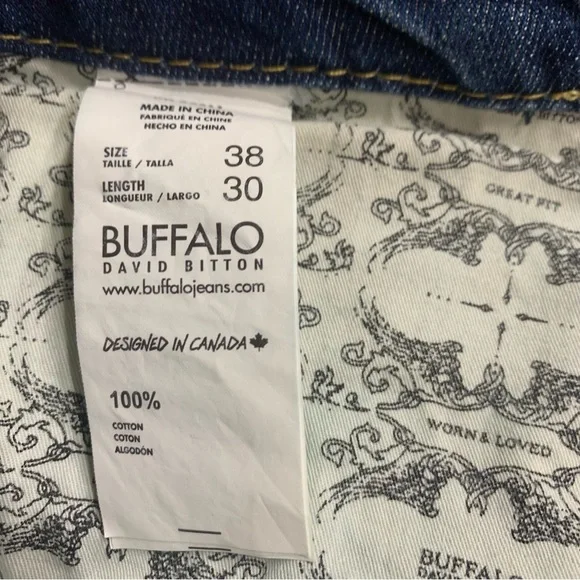 MADE IN CHINA
FABRIQUÉ EN CHINE
HECHO EN CHINA
SIZE
TAILLE / TALLA
38
LENGTH
LONGUEUR / LARGO
30
BUFFALO
DAVID BITTON
www.buffalojeans.com
DESIGNED IN CANADA
100%
COTTON
COTON
ALGODÓN
GREAT FIT
WORN & LOVED
BUFFALO
DAVID